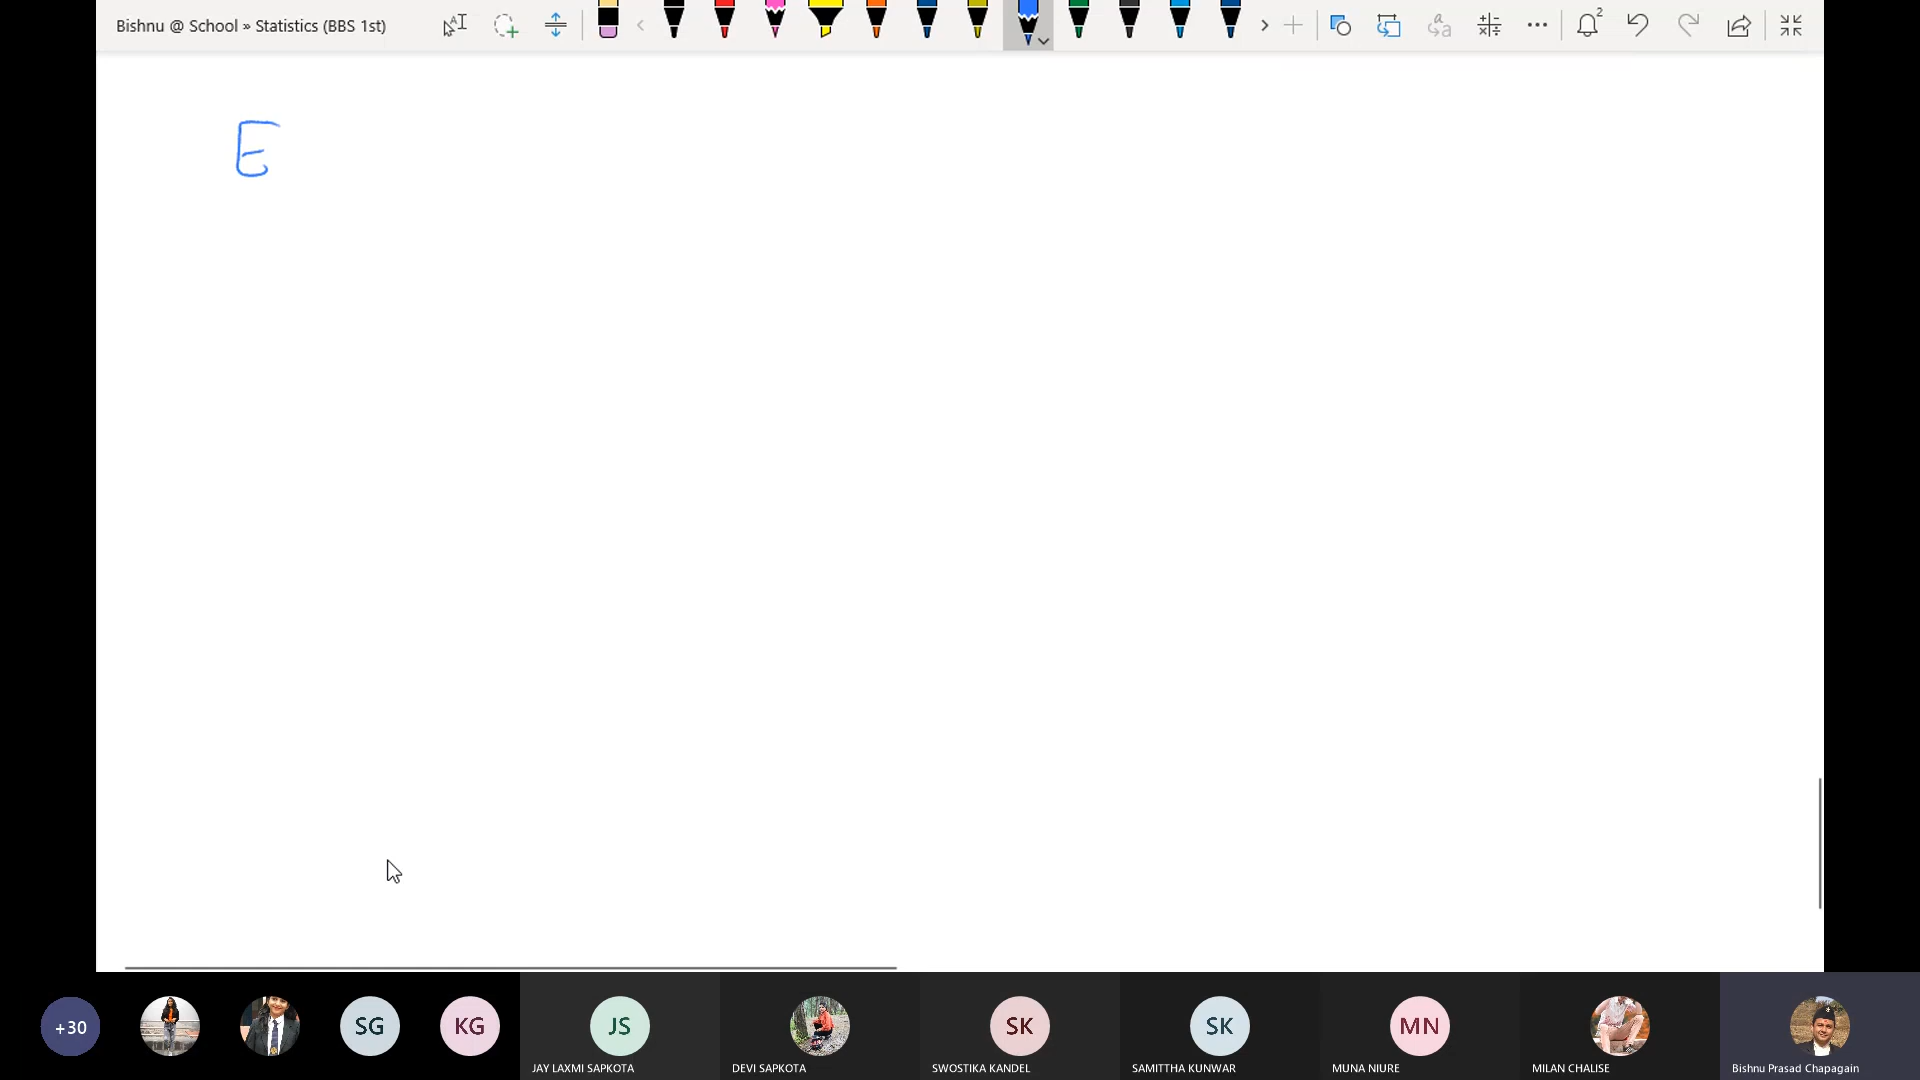 Bishnu @ School » Statistics (BBS 1st)
2
E
+30
SG
KG
JS
SK
SK
MN
JAY LAXMI SAPKOTA
DEVI SAPKOTA
SWOSTIKA KANDEL
SAMITTHA KUNWAR
MUNA NIURE
MILAN CHALISE
Bishnu Prasad Chapagain